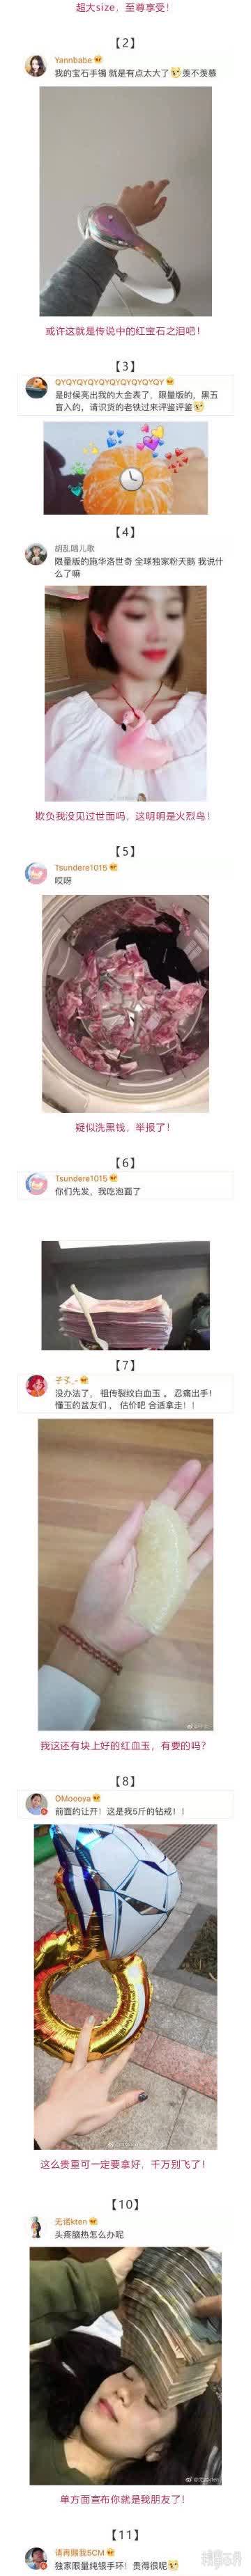 超大size，至尊享受！
【2】
Yannbabe
我的宝石手镯 就是有点太大了 羡不羡慕
或许这就是传说中的红宝石之泪吧！
【3】
QYQYQYQYQYQYQYQYQYQY
是时候亮出我的大金表了，限量版的，黑五
盲入的，请识货的老铁过来评鉴评鉴
【4】
胡乱唱儿歌
限量版的施华洛世奇 全球独家粉天鹅 我说什
么了嘛
欺负我没见过世面吗，这明明是火烈鸟！
【5】
Tsundere1015
哎呀
疑似洗黑钱，举报了！
【6】
Tsundere1015
你们先发，我吃泡面了
【7】
没办法了， 祖传裂纹白血玉 。 忍痛出手！
懂玉的盆友们 ， 估价吧 合适拿走！！
我这还有块上好的红血玉，有要的吗？
【8】
OMoooya
前面的让开！这是我5斤的钻戒！！
这么贵重可一定要拿好，千万别飞了！
【10】
无诺kten
头疼脑热怎么办呢
单方面宣布你就是我朋友了！
【11】
请再赐我5CM
独家限量纯银手环！贵得很呢